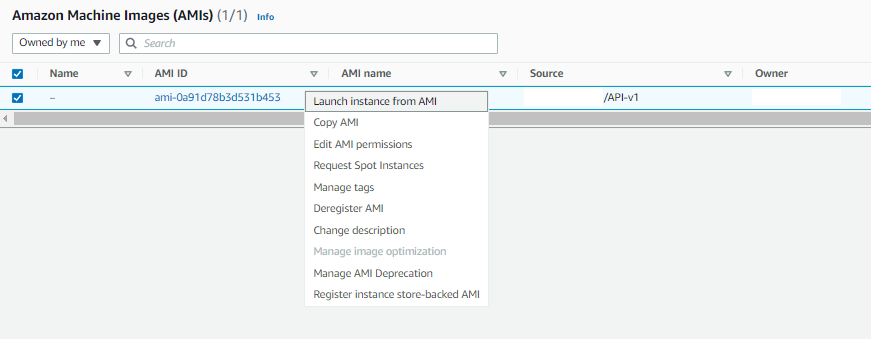 Amazon Machine Images (AMIs) (1/1) Info
Owned by me Search
Name AMI ID AMI name Source Owner
– ami-0a91d78b3d531b453 /API-v1
Launch instance from AMI
Copy AMI
Edit AMI permissions
Request Spot Instances
Manage tags
Deregister AMI
Change description
Manage image optimization
Manage AMI Deprecation
Register instance store-backed AMI